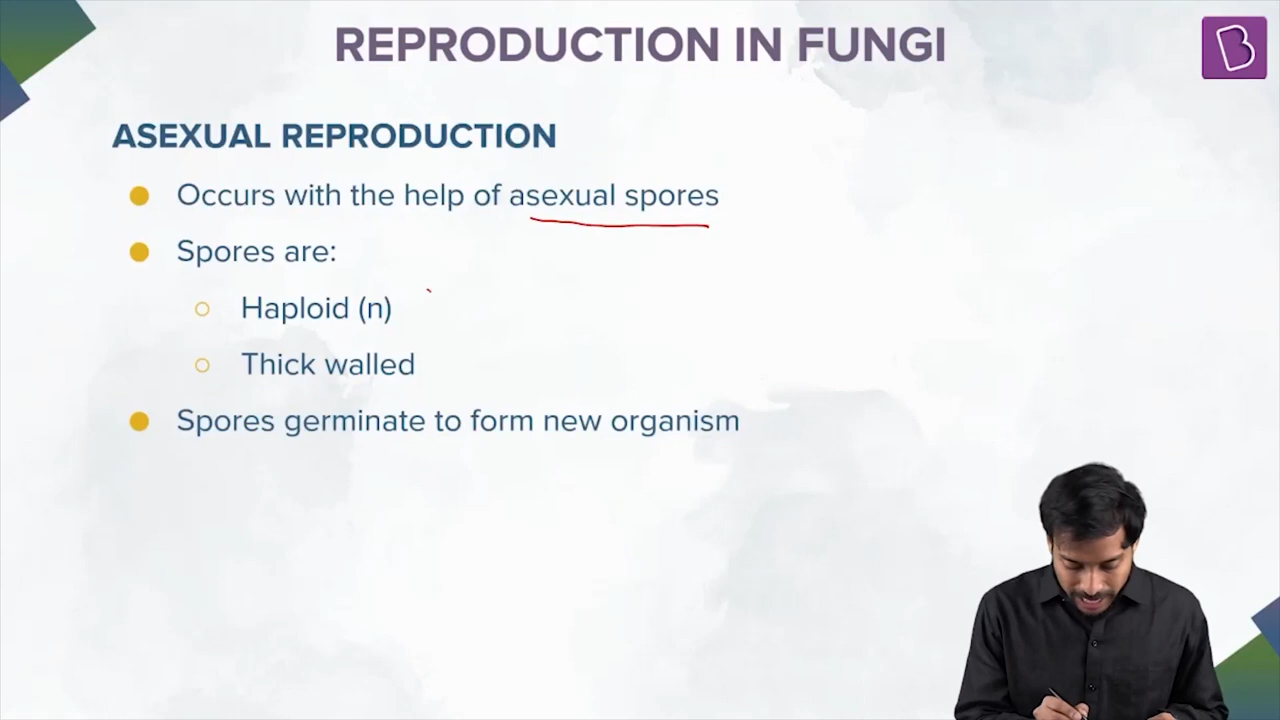 REPRODUCTION IN FUNGI
ASEXUAL REPRODUCTION
Occurs with the help of asexual spores
Spores are:
Haploid (n)
Thick walled
Spores germinate to form new organism